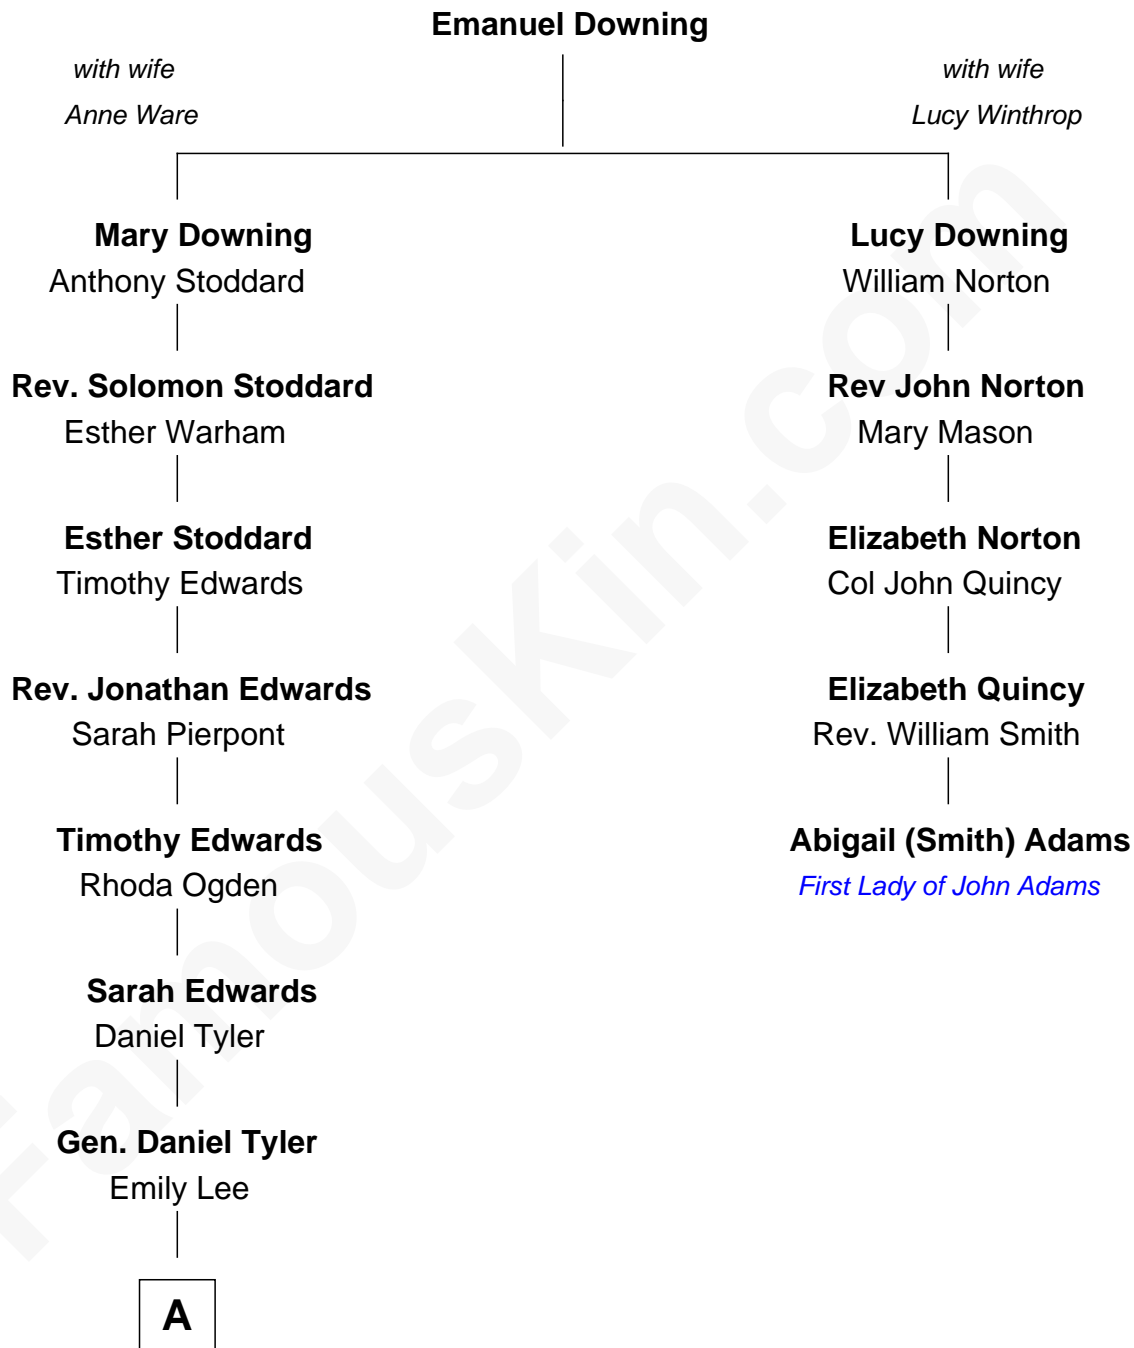 Emanuel Downing
with wife
Anne Ware
with wife
Lucy Winthrop
Mary Downing
Anthony Stoddard
Lucy Downing
William Norton
Rev. Solomon Stoddard
Esther Warham
Rev John Norton
Mary Mason
Esther Stoddard
Timothy Edwards
Elizabeth Norton
Col John Quincy
Rev. Jonathan Edwards
Sarah Pierpont
Elizabeth Quincy
Rev. William Smith
Timothy Edwards
Rhoda Ogden
Abigail (Smith) Adams
First Lady of John Adams
Sarah Edwards
Daniel Tyler
Gen. Daniel Tyler
Emily Lee
A
FamousKin.com